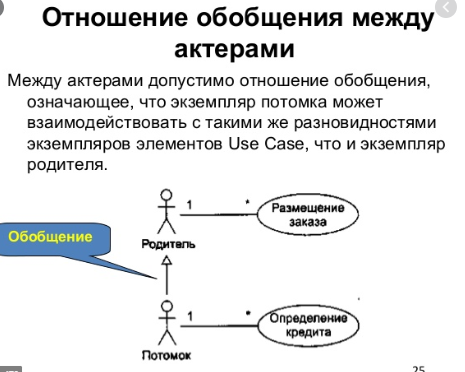 Отношение обобщения между
актерами
Между актерами допустимо отношение обобщения,
означающее, что экземпляр потомка может
взаимодействовать с такими же разновидностями
экземпляров элементов Use Case, что и экземпляр
родителя.
1
*
Размещение
заказа
Родитель
Обобщение
1
*
Определение
кредита
Потомок
25